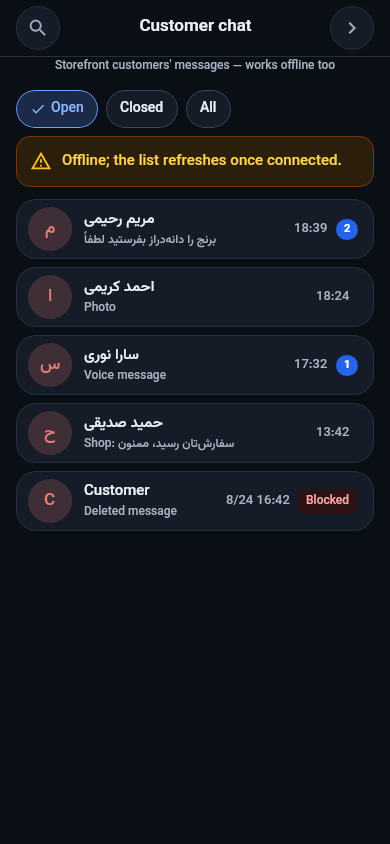 Customer chat
Storefront customers' messages — works offline too
Open
Closed
All
Offline; the list refreshes once connected.
م
مریم رحیمی
18:39
2
برنج را دانه‌دراز بفرستید لطفاً
ا
احمد کریمی
18:24
Photo
س
سارا نوری
17:32
1
Voice message
ح
حمید صدیقی
13:42
Shop: سفارش‌تان رسید، ممنون
C
Customer
8/24 16:42
Blocked
Deleted message